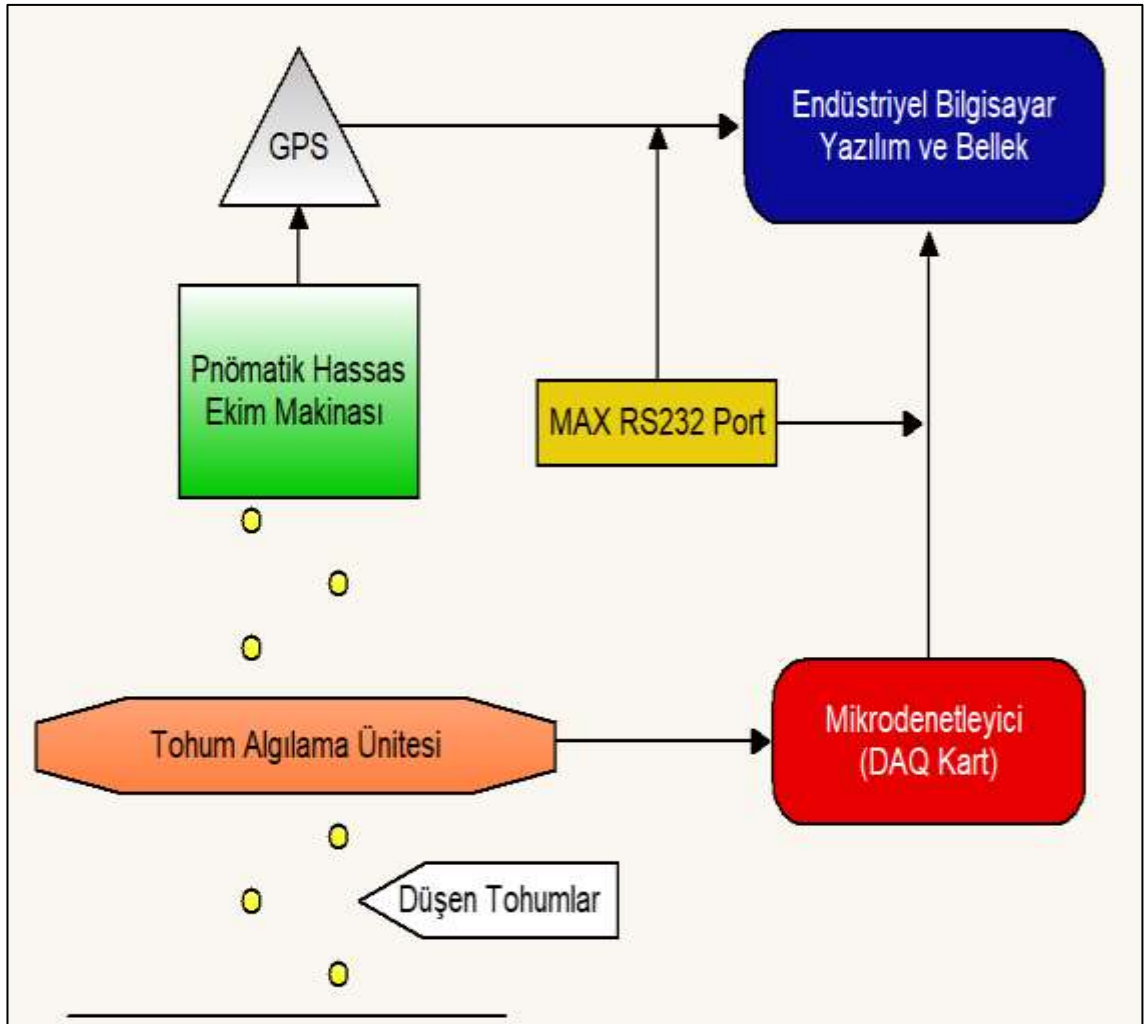 GPS
Endüstriyel Bilgisayar
Yazılım ve Bellek
Pnömatik Hassas
Ekim Makinası
MAX RS232 Port
Tohum Algılama Ünitesi
Mikrodenetleyici
(DAQ Kart)
Düşen Tohumlar